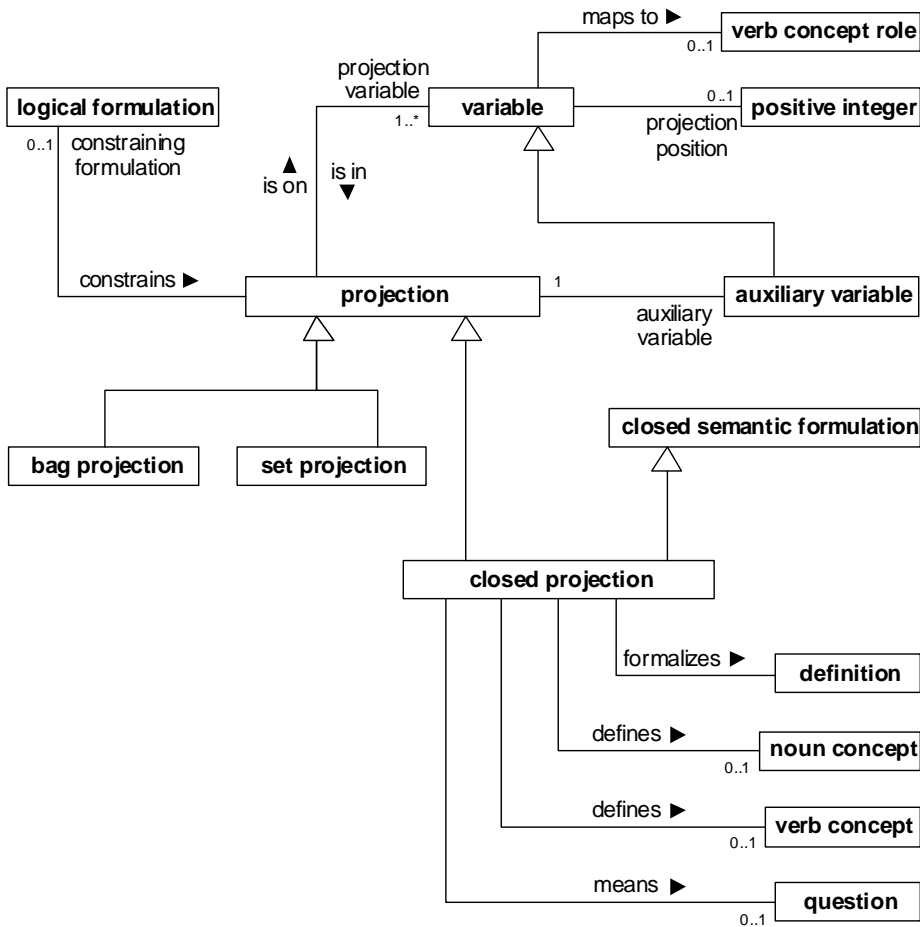 maps to ▶
verb concept role
0..1
projection
variable
logical formulation
variable
0..1
positive integer
1..*
projection
position
0..1
constraining
formulation
▲
is on
is in
▼
constrains ▶
projection
1
auxiliary variable
auxiliary
variable
closed semantic formulation
bag projection
set projection
closed projection
formalizes ▶
definition
defines ▶
noun concept
0..1
defines ▶
verb concept
0..1
means ▶
question
0..1